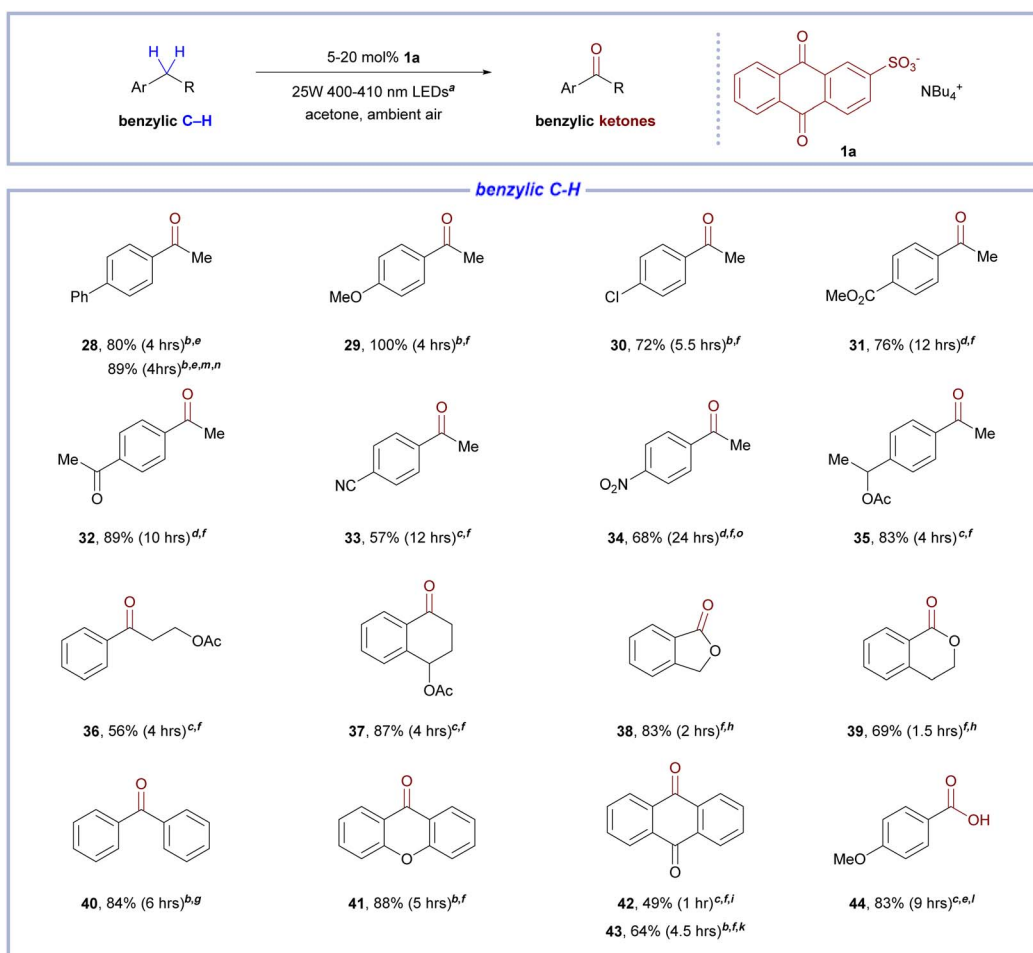 H H
Ar R
benzylic C–H
5-20 mol% 1a
25W 400-410 nm LEDsᵃ
acetone, ambient air
O
Ar R
benzylic ketones
O
O
SO3-
NBu4+
1a
benzylic C-H
O
Me
Ph
28, 80% (4 hrs)b,e
89% (4hrs)b,e,m,n
O
Me
MeO
29, 100% (4 hrs)b,f
O
Me
Cl
30, 72% (5.5 hrs)b,f
O
Me
MeO2C
31, 76% (12 hrs)d,f
O
Me
Me
O
32, 89% (10 hrs)d,f
O
Me
NC
33, 57% (12 hrs)c,f
O
Me
O2N
34, 68% (24 hrs)d,f,o
O
Me
Me
OAc
35, 83% (4 hrs)c,f
O
OAc
36, 56% (4 hrs)c,f
O
OAc
37, 87% (4 hrs)c,f
O
O
38, 83% (2 hrs)f,h
O
O
39, 69% (1.5 hrs)f,h
O
40, 84% (6 hrs)b,g
O
O
41, 88% (5 hrs)b,f
O
O
42, 49% (1 hr)c,f,i
43, 64% (4.5 hrs)b,f,k
O
OH
MeO
44, 83% (9 hrs)c,e,l